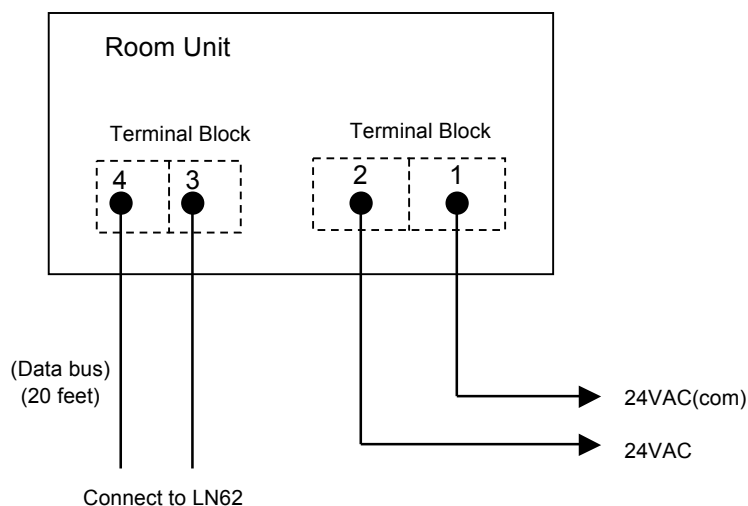 Room Unit
Terminal Block
Terminal Block
4
3
2
1
(Data bus)
(20 feet)
24VAC(com)
24VAC
Connect to LN62